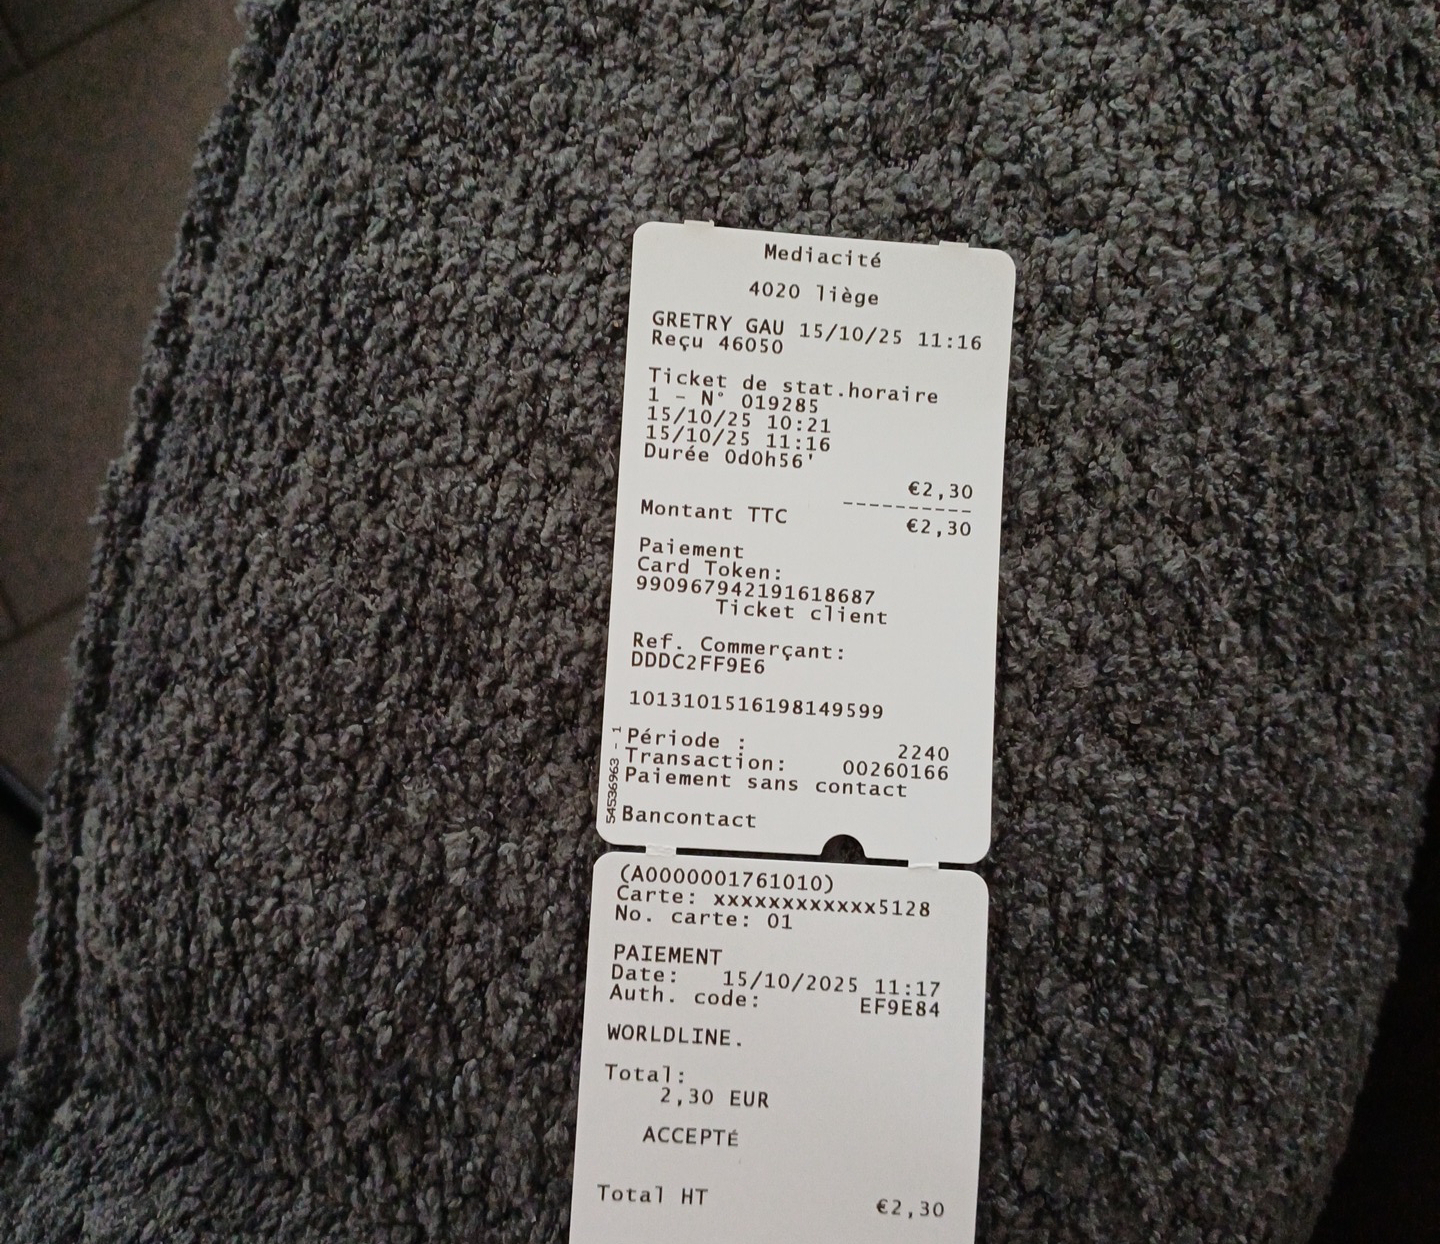 Mediacité
4020 liège
GRETRY GAU 15/10/25 11:16
Reçu 46050
Ticket de stat.horaire
1 - N° 019285
15/10/25 10:21
15/10/25 11:16
Durée 0d0h56'
€2,30
----------
Montant TTC €2,30
Paiement
Card Token:
990967942191618687
Ticket client
Ref. Commerçant:
DDDC2FF9E6
1013101516198149599
Période : 2240
Transaction: 00260166
Paiement sans contact
Bancontact
54536963 - 1
(A0000001761010)
Carte: xxxxxxxxxxxx5128
No. carte: 01
PAIEMENT
Date: 15/10/2025 11:17
Auth. code: EF9E84
WORLDLINE.
Total:
2,30 EUR
ACCEPTÉ
Total HT €2,30